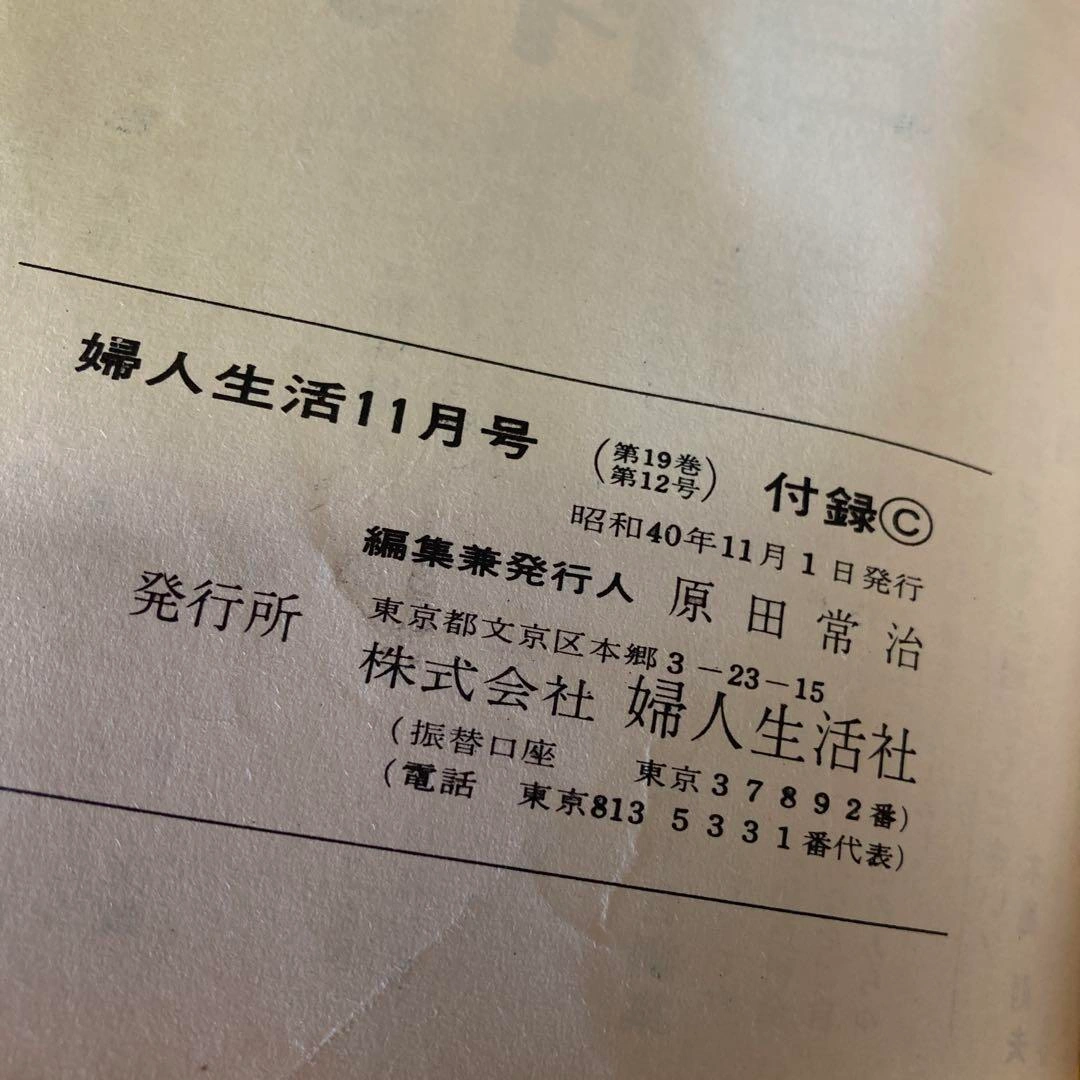 婦人生活11月号 (第19巻 第12号) 付録©
昭和40年11月1日発行
編集兼発行人 原田常治
東京都文京区本郷3-23-15
発行所 株式会社 婦人生活社
(振替口座 東京37892番)
(電話 東京813 5331番代表)